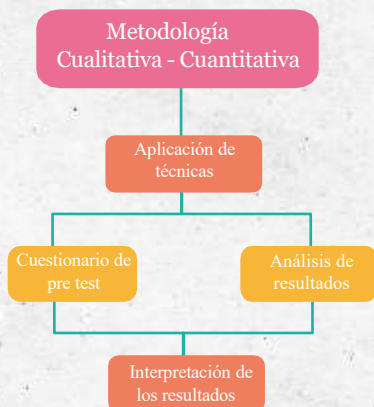 Metodología
Cualitativa - Cuantitativa
Aplicación de
técnicas
Cuestionario de
pre test
Análisis de
resultados
Interpretación de
los resultados